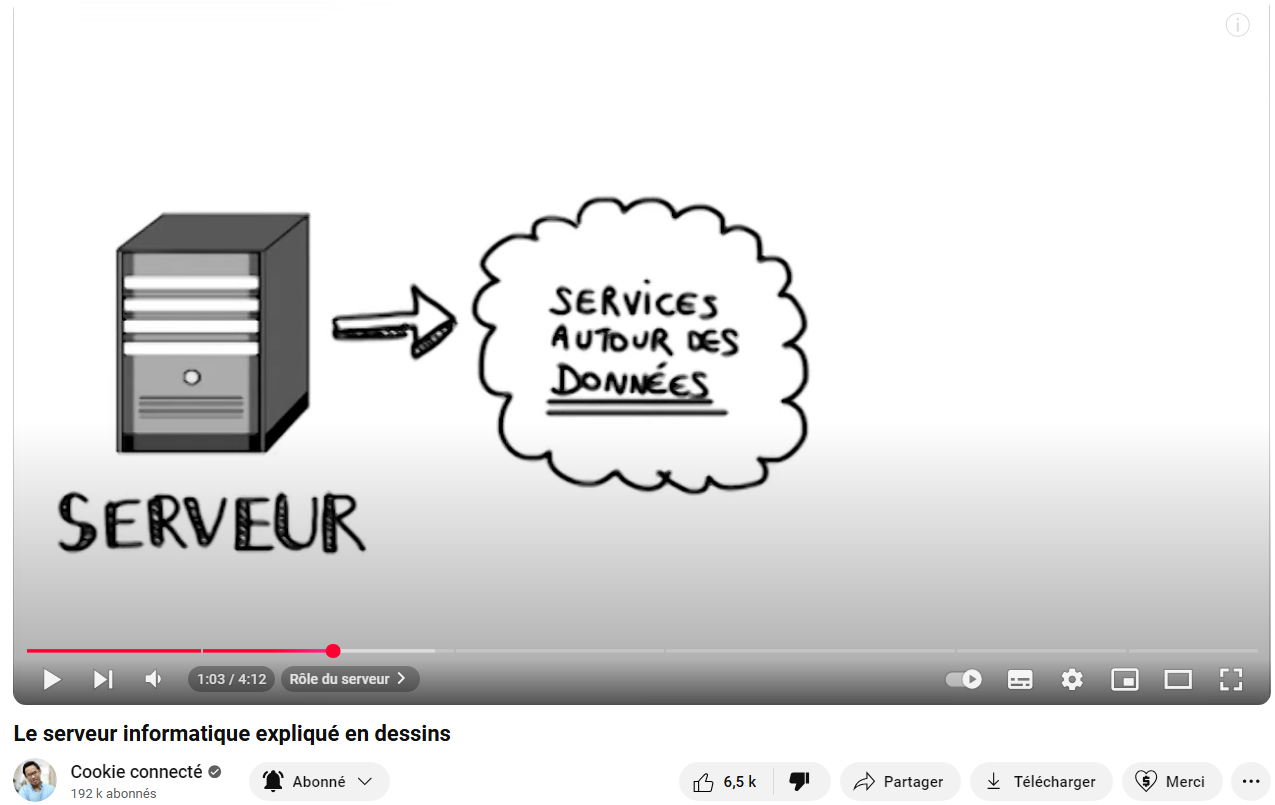 SERVICES
AUTOUR DES
DONNÉES
SERVEUR
1:03 / 4:12
Rôle du serveur
Le serveur informatique expliqué en dessins
Cookie connecté
192 k abonnés
Abonné
6,5 k
Partager
Télécharger
Merci